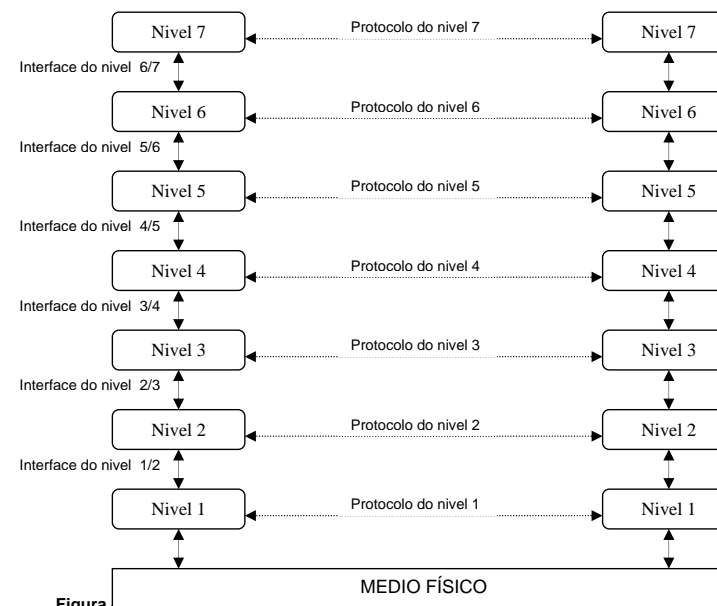 Nivel 7 Protocolo do nivel 7 Nivel 7
Interface do nivel 6/7
Nivel 6 Protocolo do nivel 6 Nivel 6
Interface do nivel 5/6
Nivel 5 Protocolo do nivel 5 Nivel 5
Interface do nivel 4/5
Nivel 4 Protocolo do nivel 4 Nivel 4
Interface do nivel 3/4
Nivel 3 Protocolo do nivel 3 Nivel 3
Interface do nivel 2/3
Nivel 2 Protocolo do nivel 2 Nivel 2
Interface do nivel 1/2
Nivel 1 Protocolo do nivel 1 Nivel 1
MEDIO FÍSICO
Figura